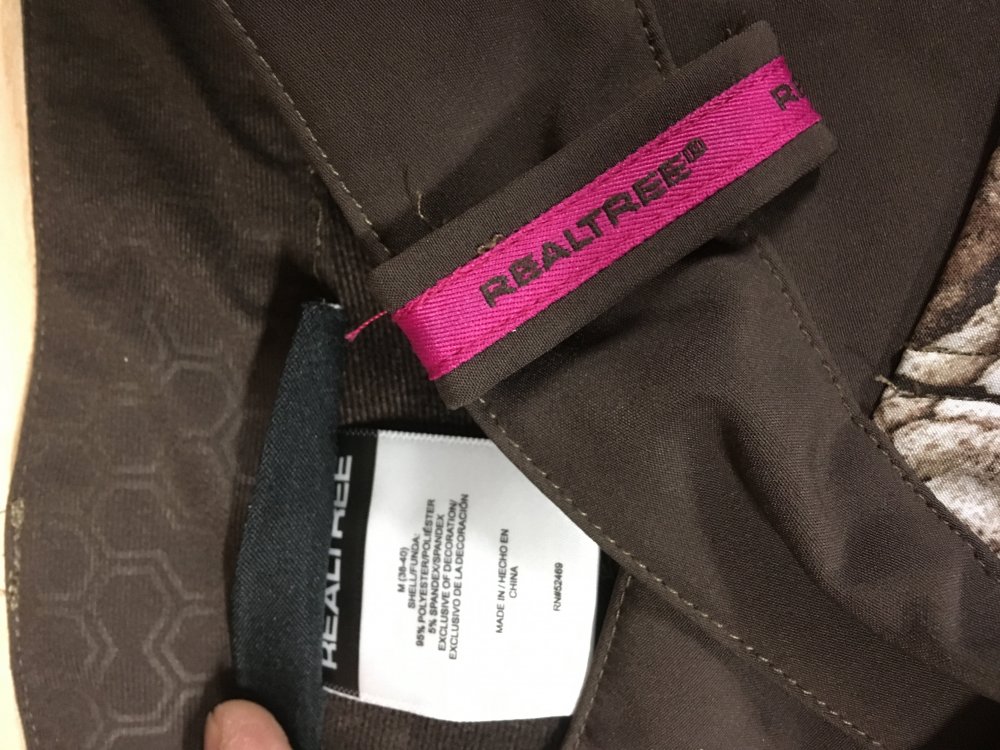 REALTREE®
RE
REALTREE
M (38-40)
SHELL/FUNDA:
95% POLYESTER/POLIÉSTER
5% SPANDEX/SPANDEX
EXCLUSIVE OF DECORATION/
EXCLUSIVO DE LA DECORACIÓN
MADE IN / HECHO EN
CHINA
RN#52469